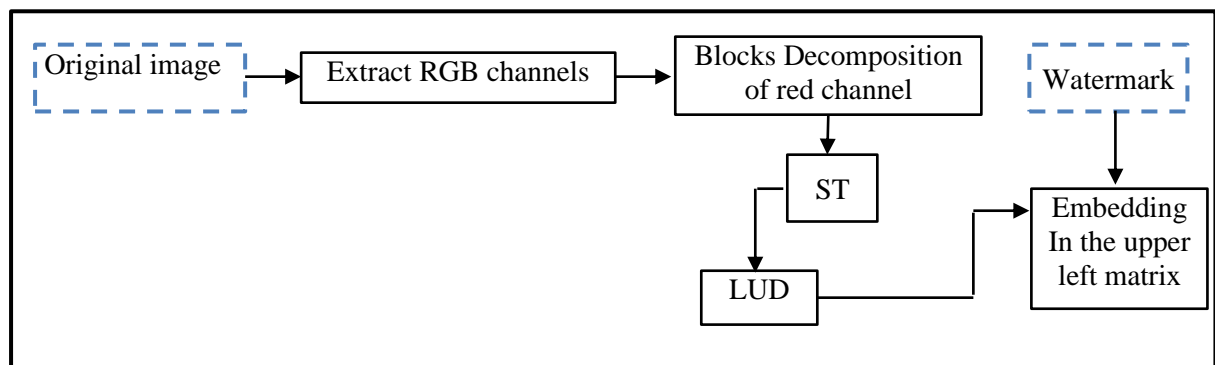 Original image
Extract RGB channels
Blocks Decomposition
of red channel
Watermark
ST
Embedding
In the upper
left matrix
LUD